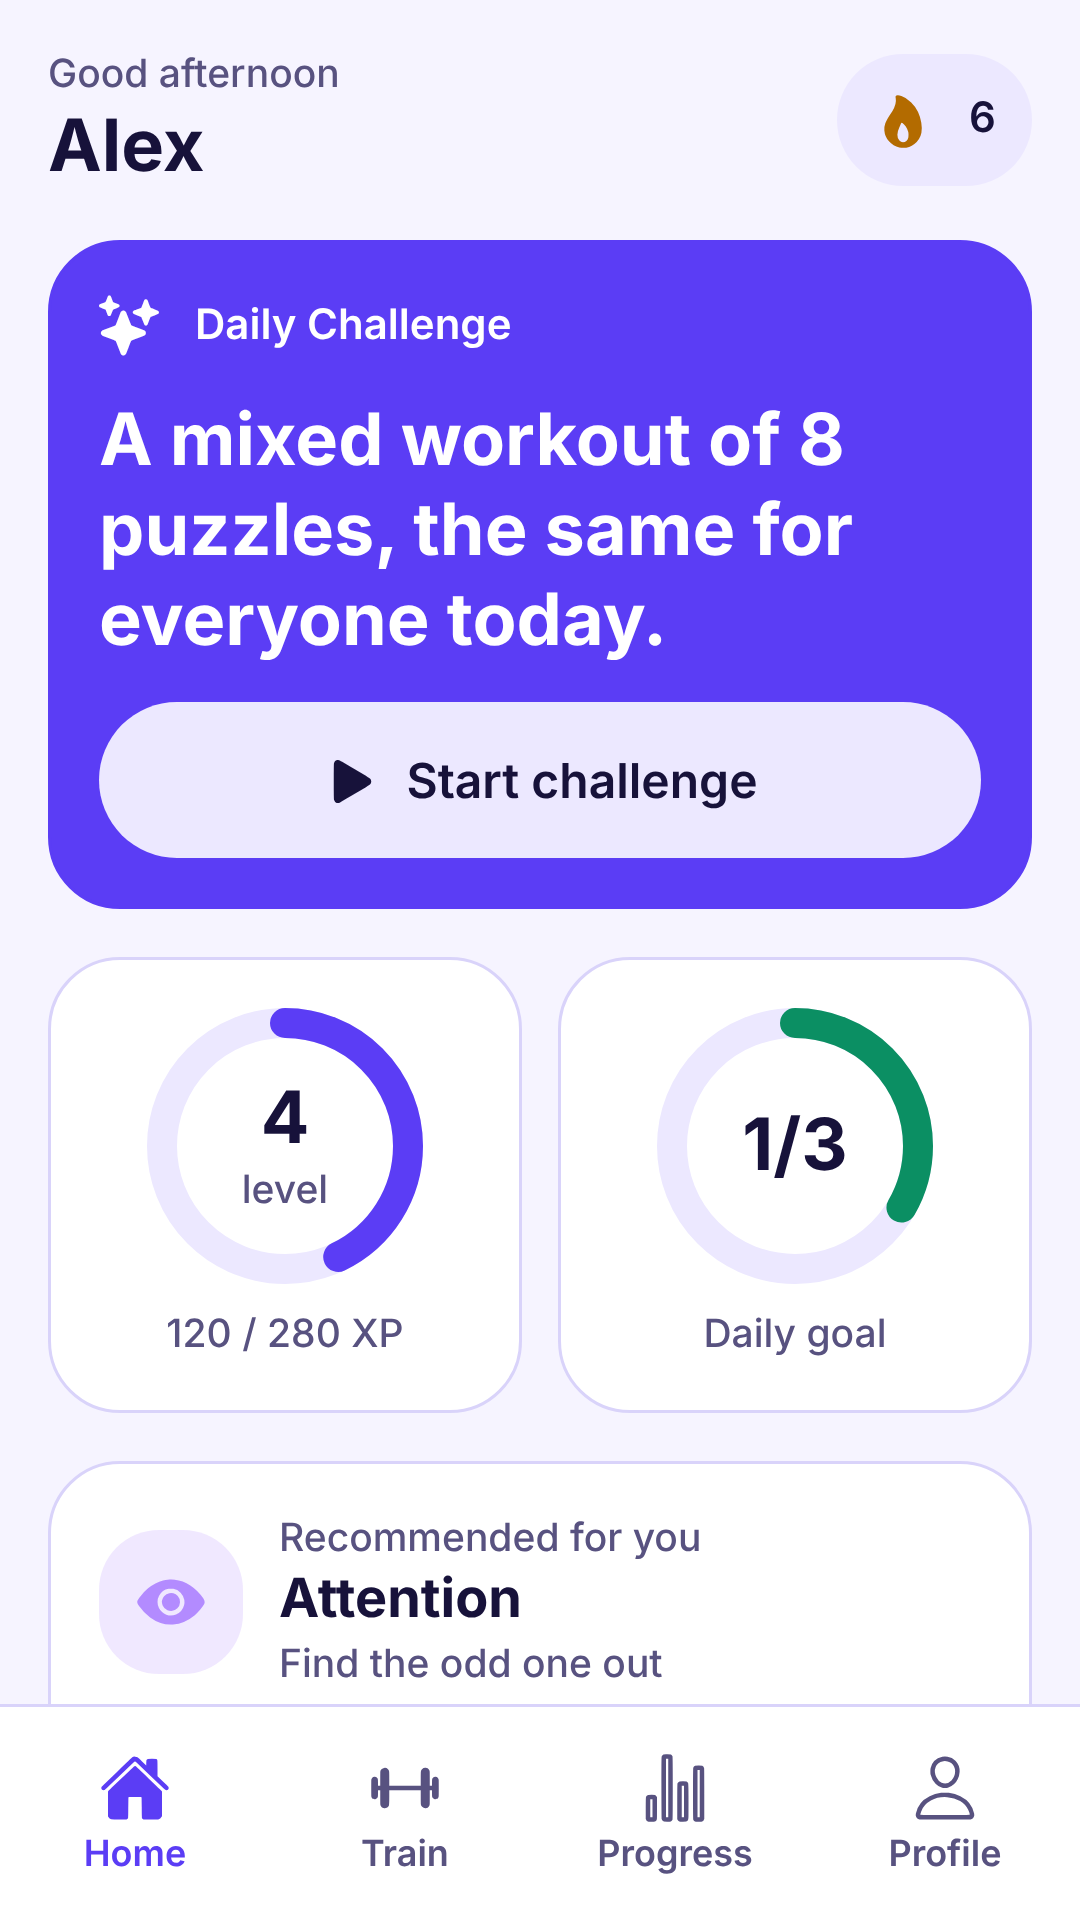 Good afternoon
Alex
6
Daily Challenge
A mixed workout of 8
puzzles, the same for
everyone today.
Start challenge
4
level
120 / 280 XP
1/3
Daily goal
Recommended for you
Attention
Find the odd one out
Home
Train
Progress
Profile